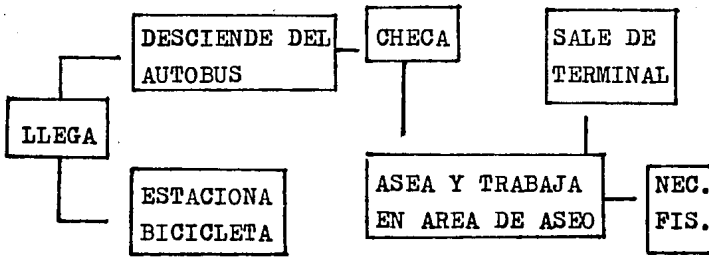 DESCIENDE DEL
AUTOBUS
CHECA
SALE DE
TERMINAL
LLEGA
ESTACIONA
BICICLETA
ASEA Y TRABAJA
EN AREA DE ASEO
NEC.
FIS.